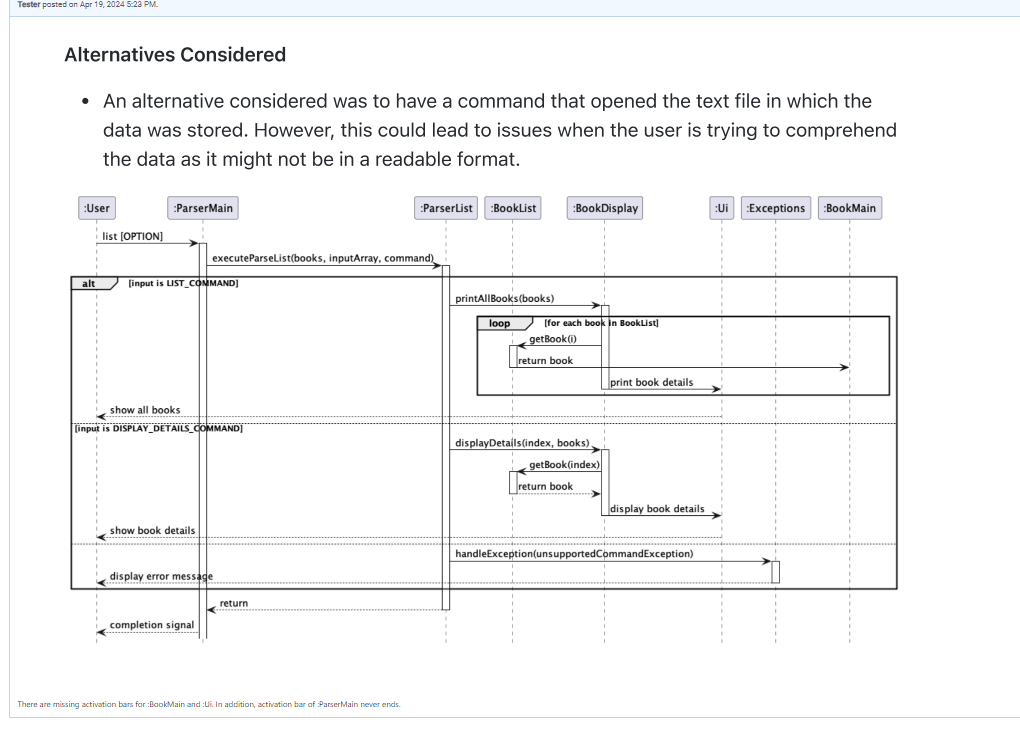 Tester posted on Apr 19, 2024 5:23 PM.
Alternatives Considered
• An alternative considered was to have a command that opened the text file in which the
data was stored. However, this could lead to issues when the user is trying to comprehend
the data as it might not be in a readable format.
:User :ParserMain :ParserList :BookList :BookDisplay :Ui :Exceptions :BookMain
list [OPTION]
executeParseList(books, inputArray, command)
alt [input is LIST_COMMAND]
printAllBooks(books)
loop [for each book in BookList]
getBook(i)
return book
print book details
show all books
[input is DISPLAY_DETAILS_COMMAND]
displayDetails(index, books)
getBook(index)
return book
display book details
show book details
handleException(unsupportedCommandException)
display error message
return
completion signal
There are missing activation bars for :BookMain and :Ui. In addition, activation bar of :ParserMain never ends.